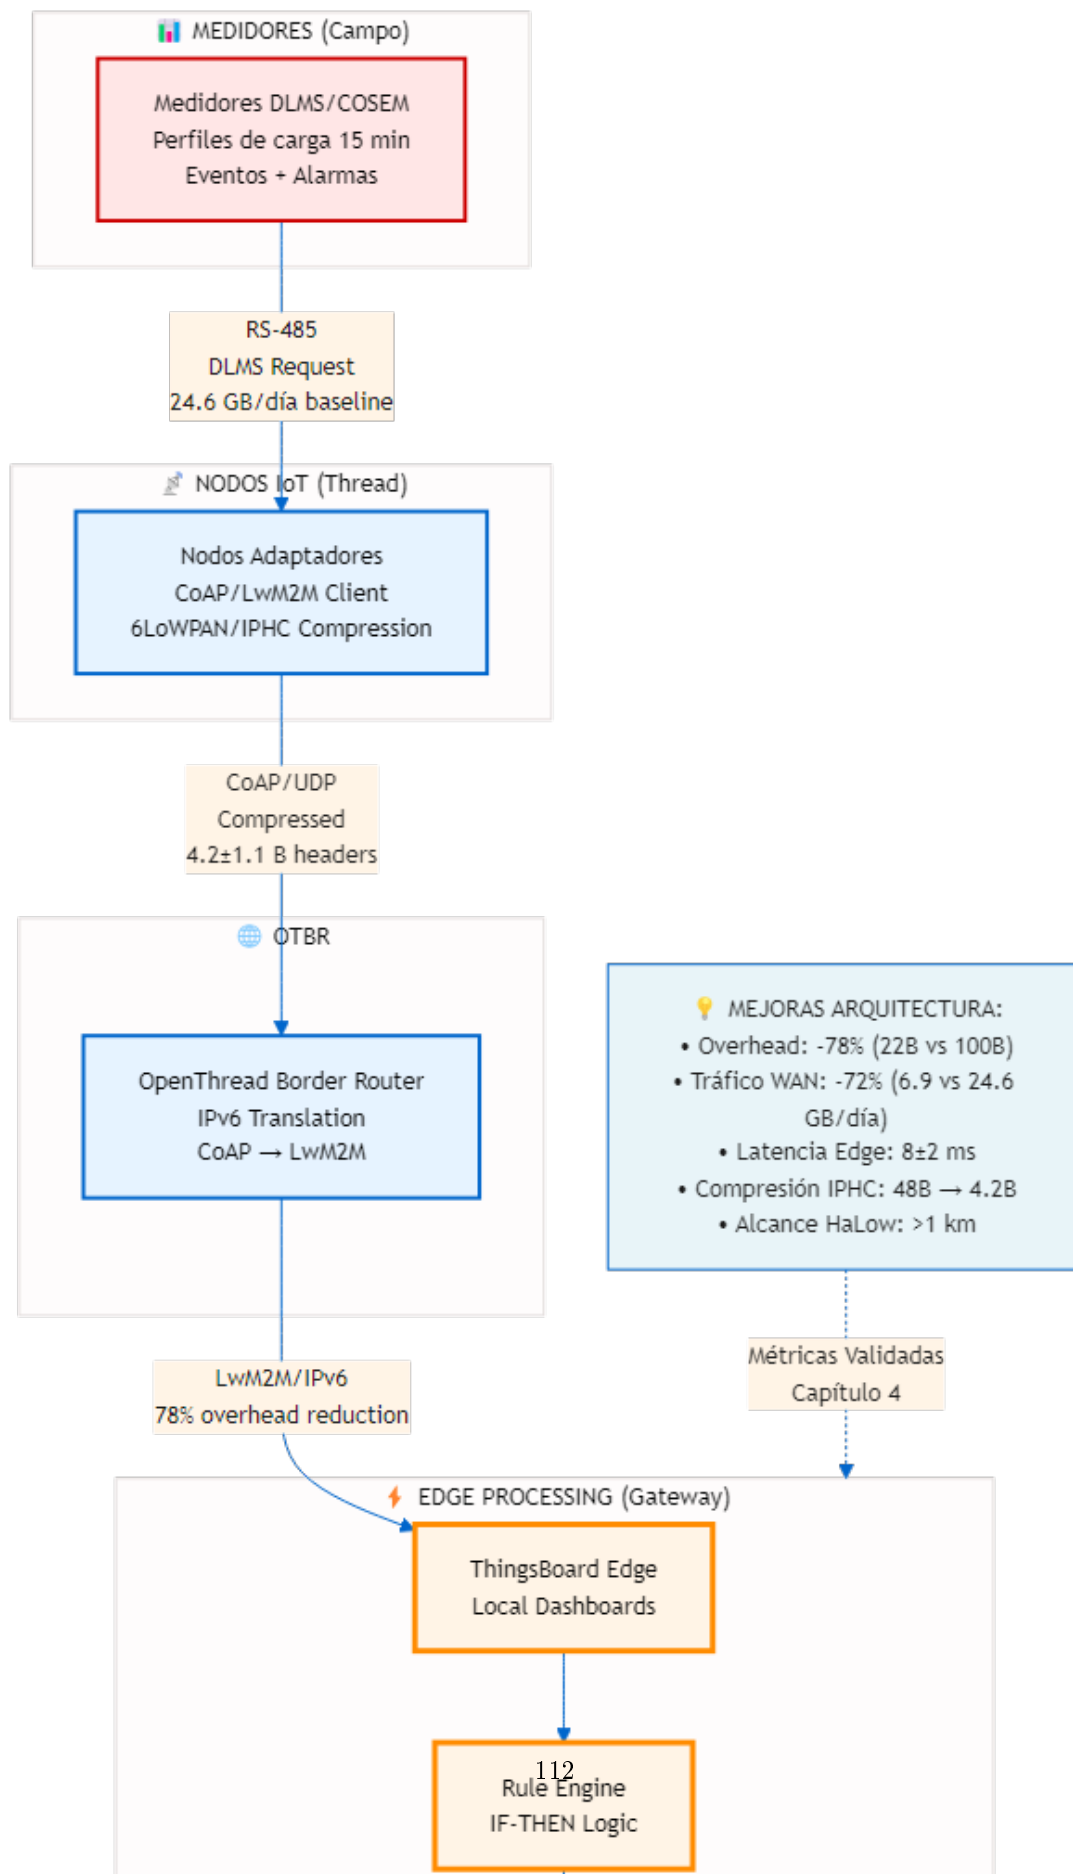 MEDIDORES (Campo)
Medidores DLMS/COSEM
Perfiles de carga 15 min
Eventos + Alarmas
RS-485
DLMS Request
24.6 GB/día baseline
NODOS IoT (Thread)
Nodos Adaptadores
CoAP/LwM2M Client
6LoWPAN/IPHC Compression
CoAP/UDP
Compressed
4.2±1.1 B headers
OTBR
OpenThread Border Router
IPv6 Translation
CoAP → LwM2M
MEJORAS ARQUITECTURA:
• Overhead: -78% (22B vs 100B)
• Tráfico WAN: -72% (6.9 vs 24.6
GB/día)
• Latencia Edge: 8±2 ms
• Compresión IPHC: 48B → 4.2B
• Alcance HaLow: >1 km
LwM2M/IPv6
78% overhead reduction
Métricas Validadas
Capítulo 4
EDGE PROCESSING (Gateway)
ThingsBoard Edge
Local Dashboards
112
Rule Engine
IF-THEN Logic